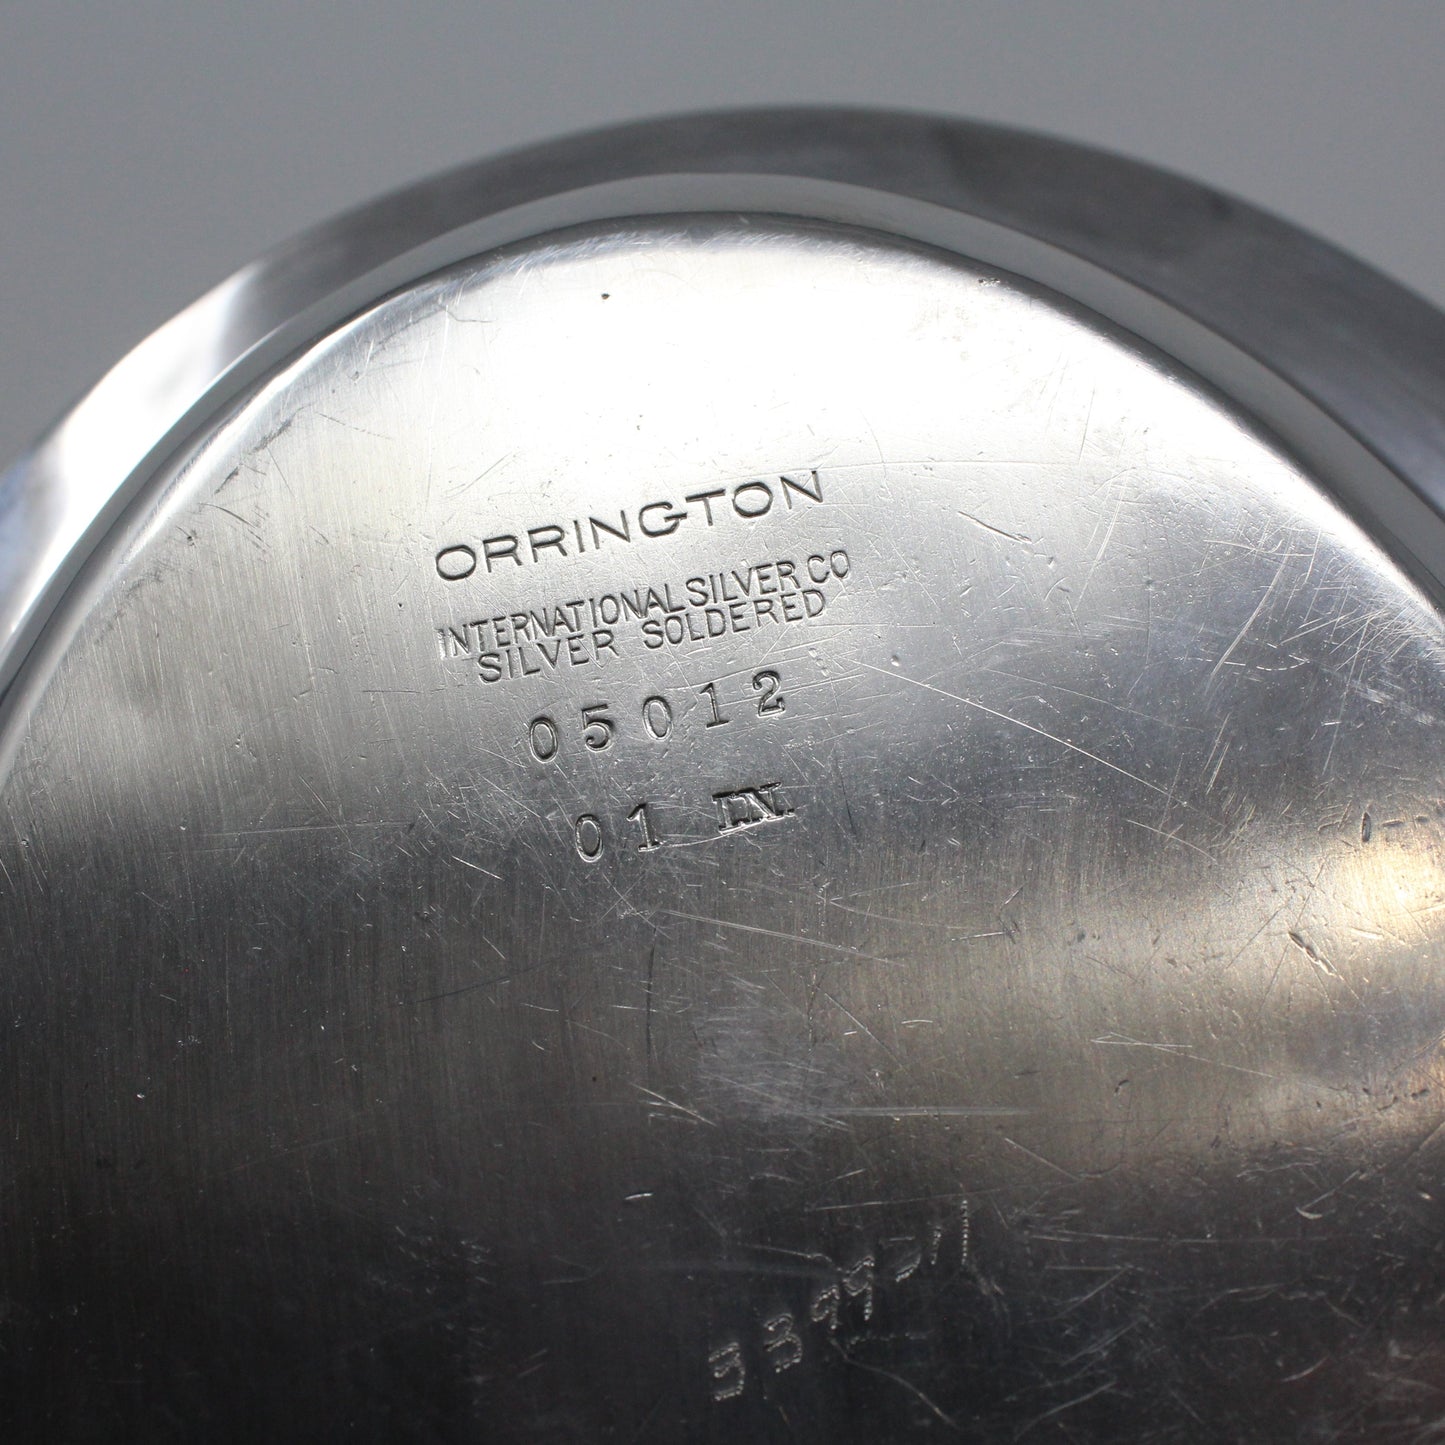 ORRINGTON
INTERNATIONAL SILVER CO
SILVER SOLDERED
05012
01 IN.